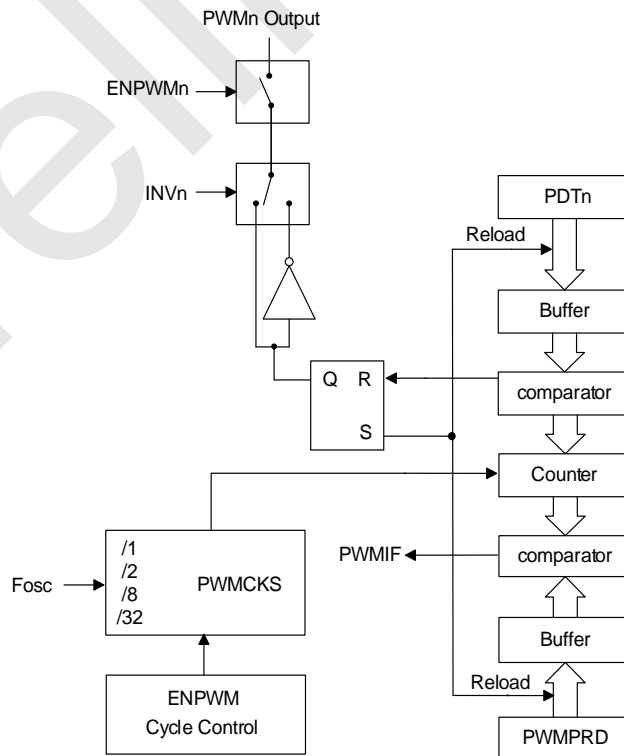 PWMn Output
ENPWMn
INVn
PDTn
Reload
Buffer
Q R
S
comparator
Counter
/1
/2
/8
/32
PWMCKS
Fosc
PWMIF
comparator
Buffer
Reload
ENPWM
Cycle Control
PWMPRD